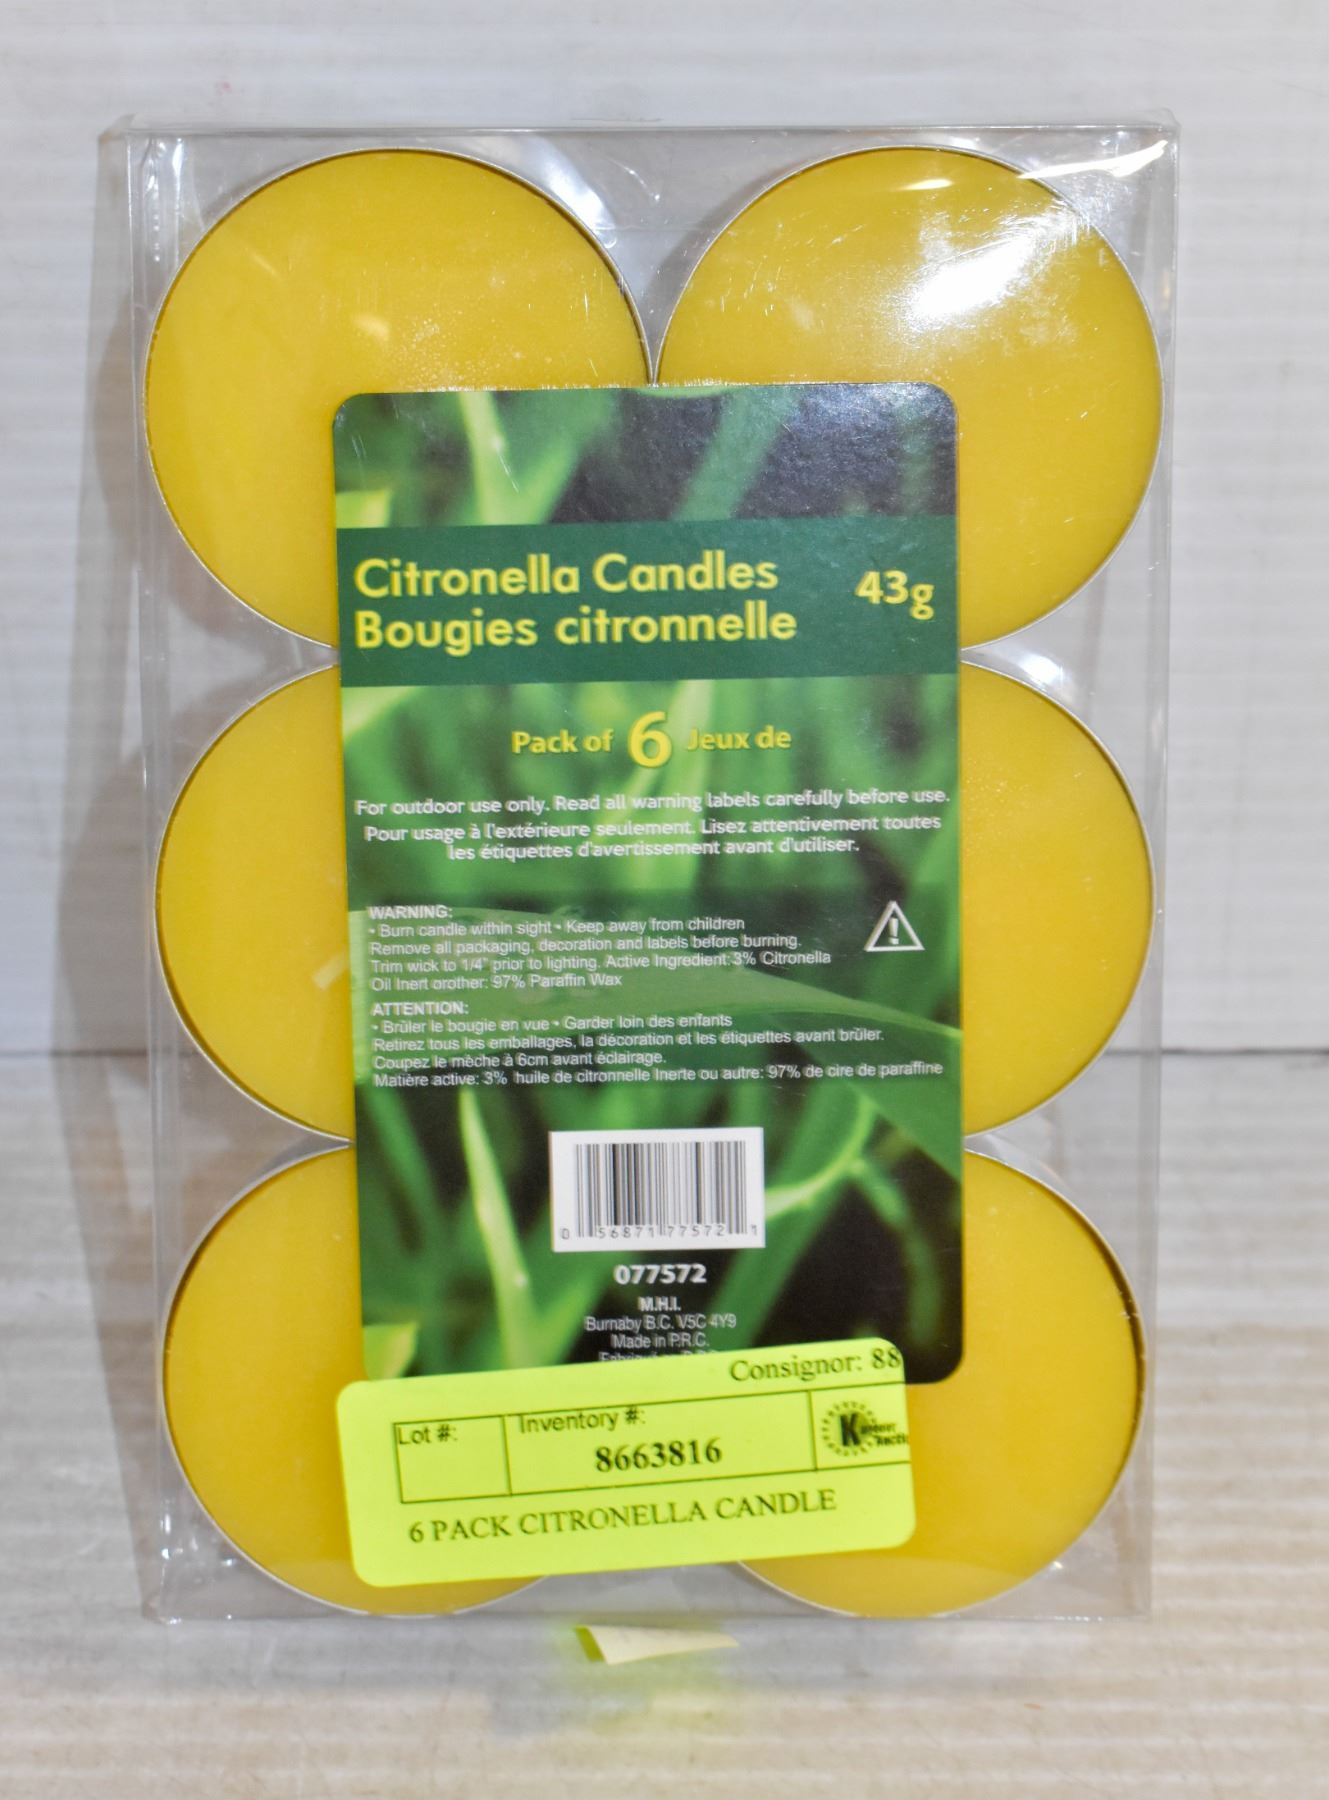 Citronella Candles
Bougies citronnelle
43g
Pack of 6 Jeux de
For outdoor use only. Read all warning labels carefully before use.
Pour usage à l'extérieure seulement. Lisez attentivement toutes
les étiquettes d'avertissement avant d'utiliser.
WARNING:
• Burn candle within sight • Keep away from children
Remove all packaging, decoration and labels before burning.
Trim wick to 1/4" prior to lighting. Active Ingredient: 3% Citronella
Oil Inert orother: 97% Paraffin Wax
ATTENTION:
• Brûler le bougie en vue • Garder loin des enfants
Retirez tous les emballages, la décoration et les étiquettes avant brûler.
Coupez le mèche à 6cm avant éclairage.
Matière active: 3% huile de citronnelle Inerte ou autre: 97% de cire de paraffine
0 56871 77572 1
077572
M.H.I.
Burnaby B.C. V5C 4Y9
Made in P.R.C.
Consignor: 88
Lot #:
Inventory #:
8663816
6 PACK CITRONELLA CANDLE